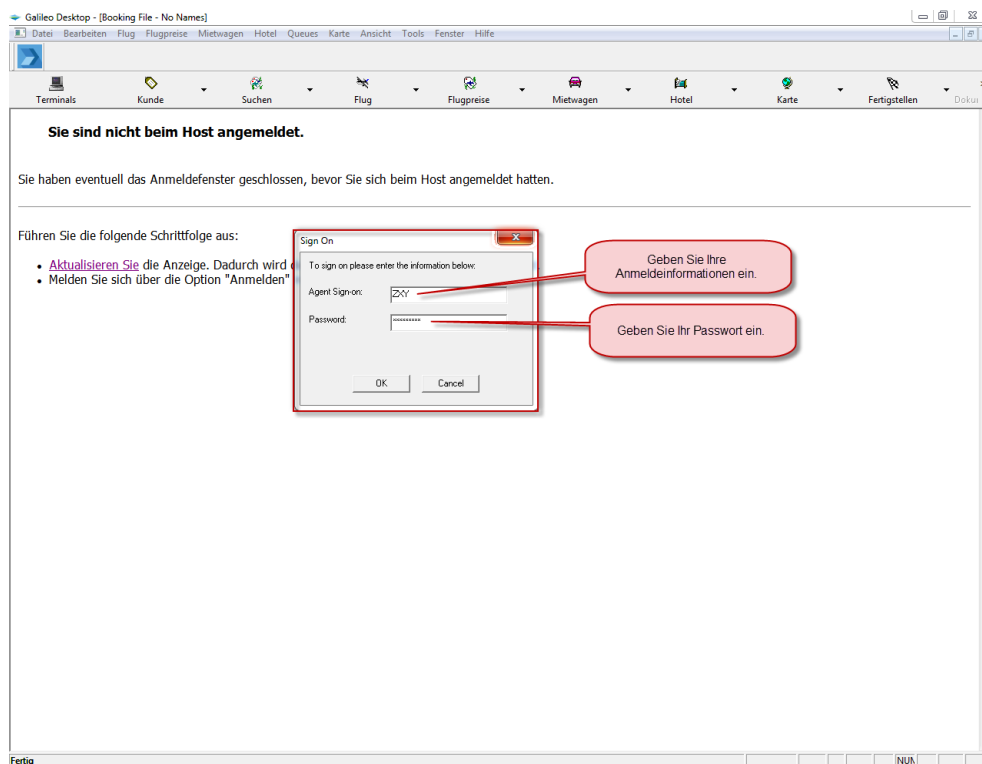 Galileo Desktop - [Booking File - No Names]
Datei Bearbeiten Flug Flugpreise Mietwagen Hotel Queues Karte Ansicht Tools Fenster Hilfe
Terminals Kunde Suchen Flug Flugpreise Mietwagen Hotel Karte Fertigstellen Doku
Sie sind nicht beim Host angemeldet.
Sie haben eventuell das Anmeldefenster geschlossen, bevor Sie sich beim Host angemeldet hatten.
Führen Sie die folgende Schrittfolge aus:
• Aktualisieren Sie die Anzeige. Dadurch wird
• Melden Sie sich über die Option "Anmelden"
Sign On
To sign on please enter the information below:
Agent Sign-on: ZXY
Password: ×××××××××
OK Cancel
Geben Sie Ihre
Anmeldeinformationen ein.
Geben Sie Ihr Passwort ein.
Fertig NUM